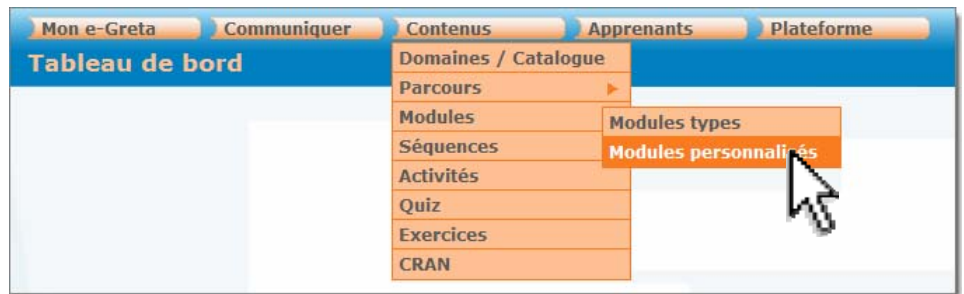 Mon e-Greta Communiquer Contenus Apprenants Plateforme
Tableau de bord
Domaines / Catalogue
Parcours
Modules
Séquences
Activités
Quiz
Exercices
CRAN
Modules types
Modules personnalisés